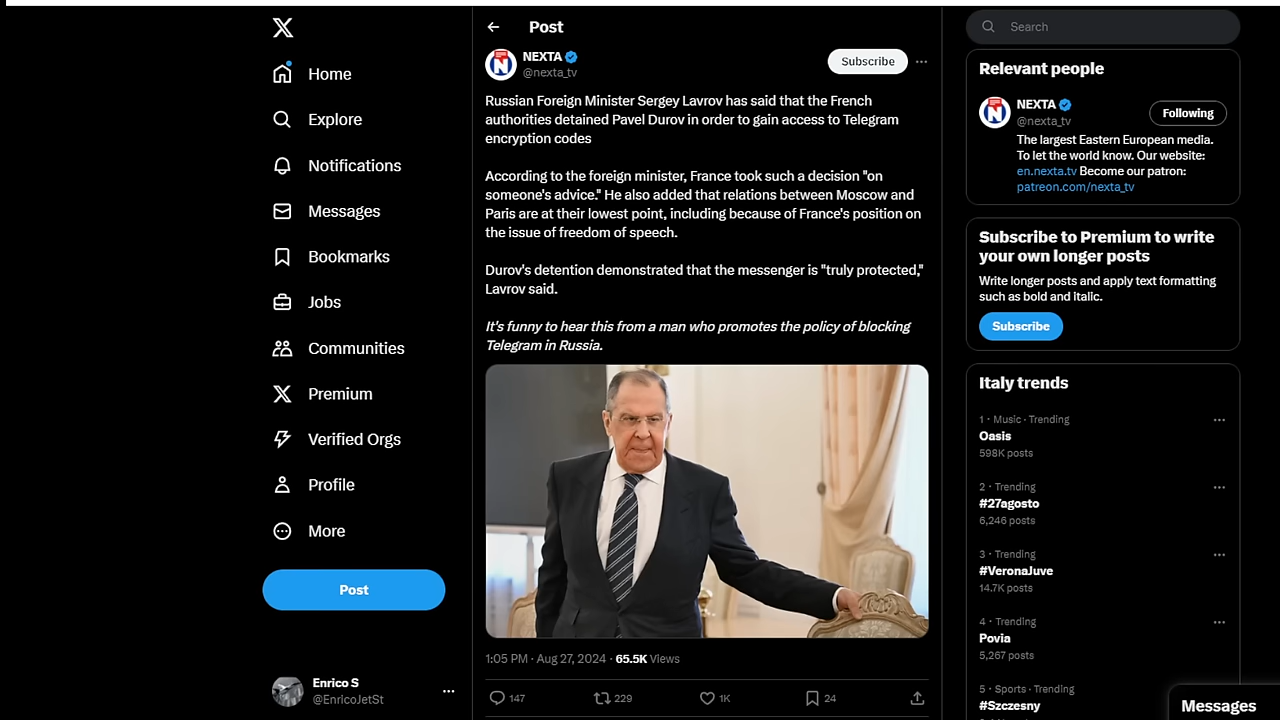 Home
Explore
Notifications
Messages
Bookmarks
Jobs
Communities
Premium
Verified Orgs
Profile
More
Post
Enrico S
@EnricoJetSt
Post
NEXTA
@nexta_tv
Subscribe
Russian Foreign Minister Sergey Lavrov has said that the French
authorities detained Pavel Durov in order to gain access to Telegram
encryption codes
According to the foreign minister, France took such a decision "on
someone's advice." He also added that relations between Moscow and
Paris are at their lowest point, including because of France's position on
the issue of freedom of speech.
Durov's detention demonstrated that the messenger is "truly protected,"
Lavrov said.
It's funny to hear this from a man who promotes the policy of blocking
Telegram in Russia.
1:05 PM · Aug 27, 2024 · 65.5K Views
147 229 1K 24
Search
Relevant people
NEXTA
@nexta_tv
Following
The largest Eastern European media.
To let the world know. Our website:
en.nexta.tv Become our patron:
patreon.com/nexta_tv
Subscribe to Premium to write
your own longer posts
Write longer posts and apply text formatting
such as bold and italic.
Subscribe
Italy trends
1 · Music · Trending
Oasis
598K posts
2 · Trending
#27agosto
6,246 posts
3 · Trending
#VeronaJuve
14.7K posts
4 · Trending
Povia
5,267 posts
5 · Sports · Trending
#Szczesny
Messages